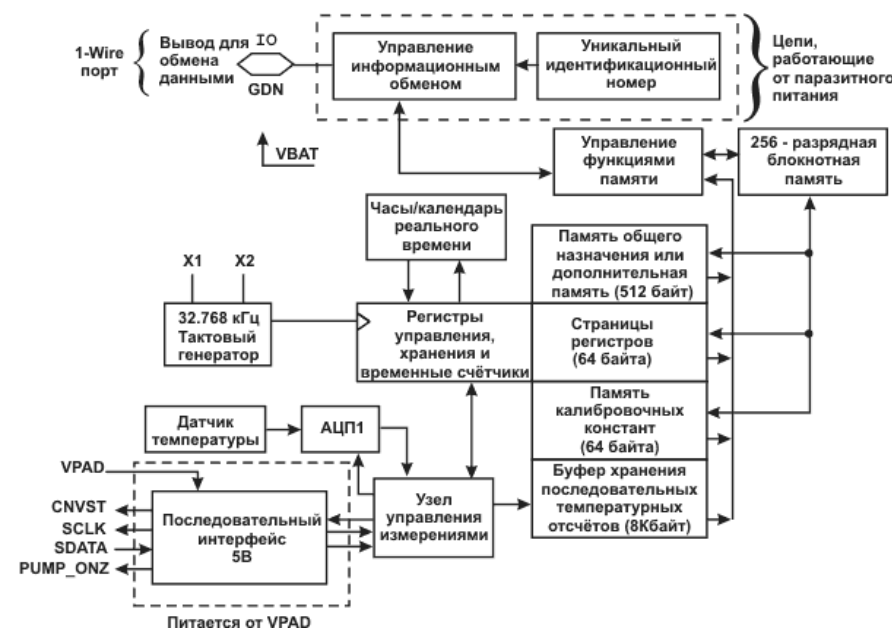 1-Wire
порт
Вывод для IO
обмена
данными
GDN
Управление
информационным
обменом
Уникальный
идентификационный
номер
Цепи,
работающие
от паразитного
питания
VBAT
Управление
функциями
памяти
256 - разрядная
блокнотная
память
Часы/календарь
реального
времени
X1 X2
32.768 кГц
Тактовый
генератор
Регистры
управления,
хранения и
временные счётчики
Память общего
назначения или
дополнительная
память (512 байт)
Страницы
регистров
(64 байта)
Память
калибровочных
констант
(64 байта)
Буфер хранения
последовательных
температурных
отсчётов (8Кбайт)
Датчик
температуры
АЦП1
Узел
управления
измерениями
VPAD
CNVST
SCLK
SDATA
PUMP_ONZ
Последовательный
интерфейс
5В
Питается от VPAD